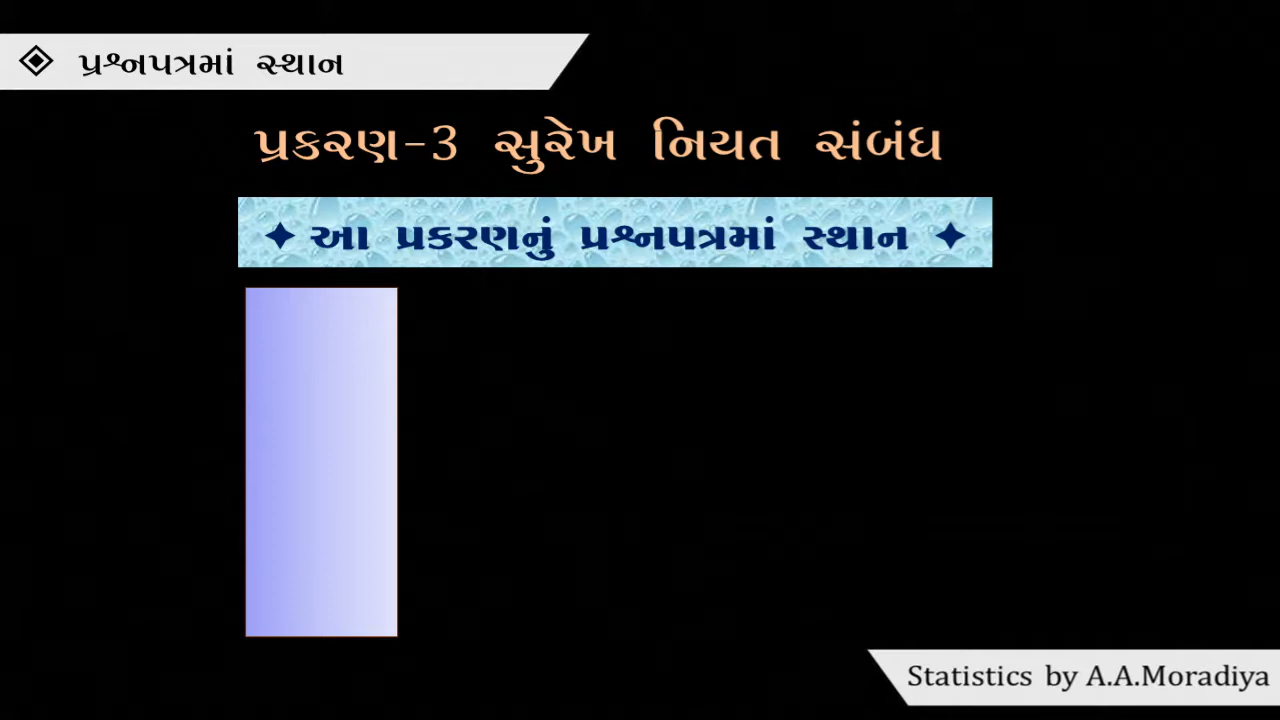 પ્રશ્નપત્રમાં સ્થાન
પ્રકરણ-3 સુરેખ નિયત સંબંધ
✦ આ પ્રકરણનું પ્રશ્નપત્રમાં સ્થાન ✦
Statistics by A.A.Moradiya